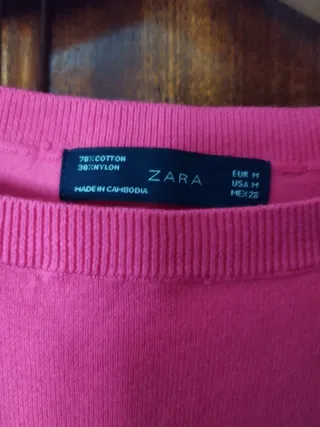 70%COTTON
30%NYLON
MADE IN CAMBODIA
ZARA
EUR M
USA M
MEX 28